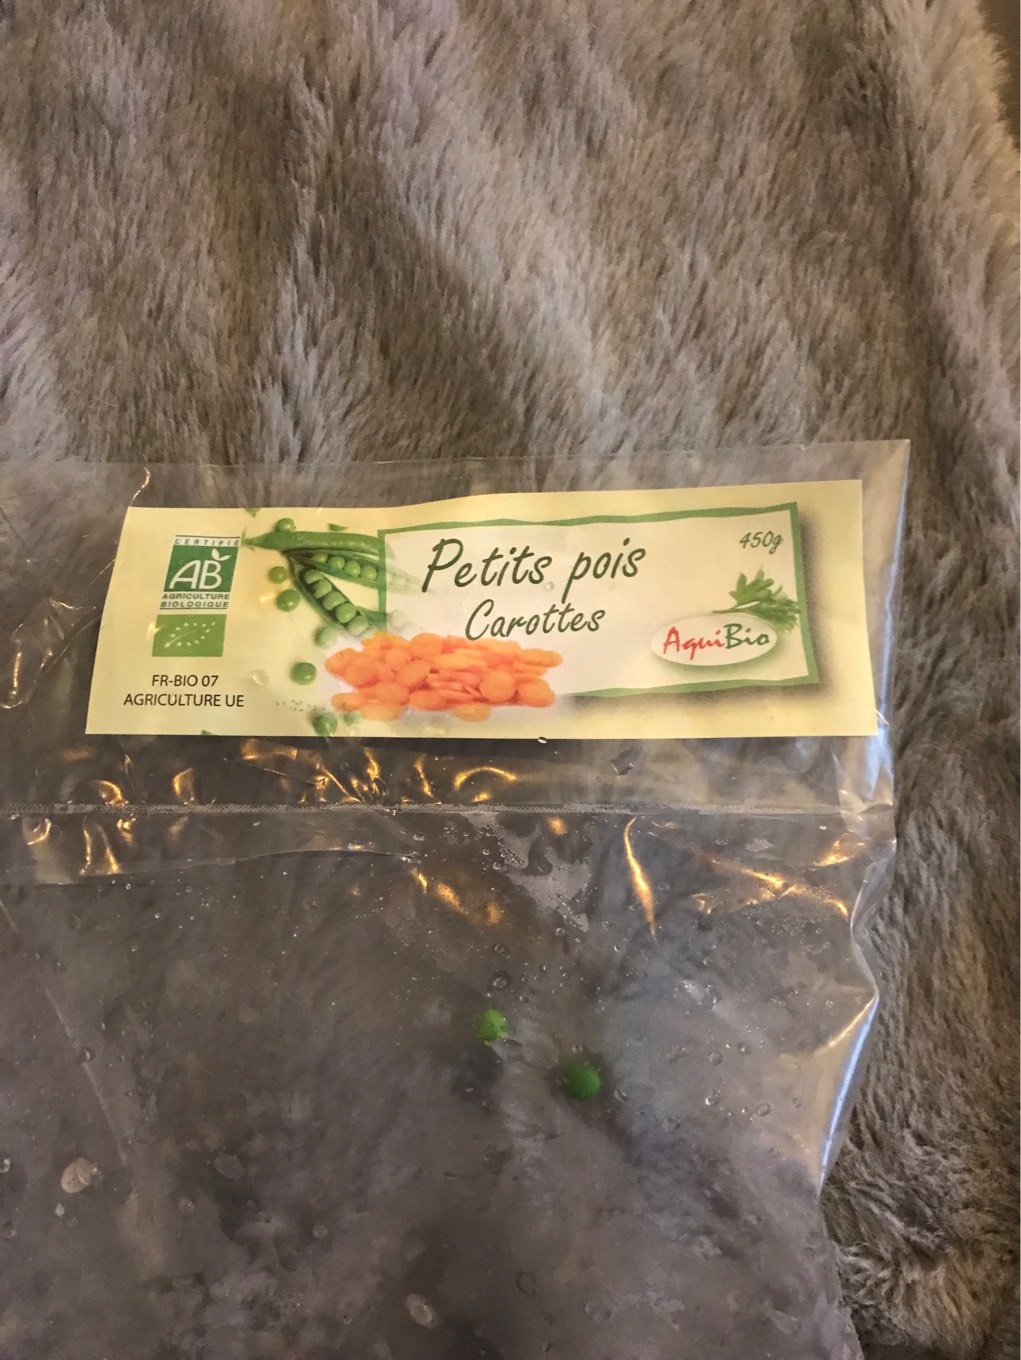 CERTIFIÉ
AB
AGRICULTURE
BIOLOGIQUE
FR-BIO 07
AGRICULTURE UE
Petits pois
Carottes
450g
AquiBio